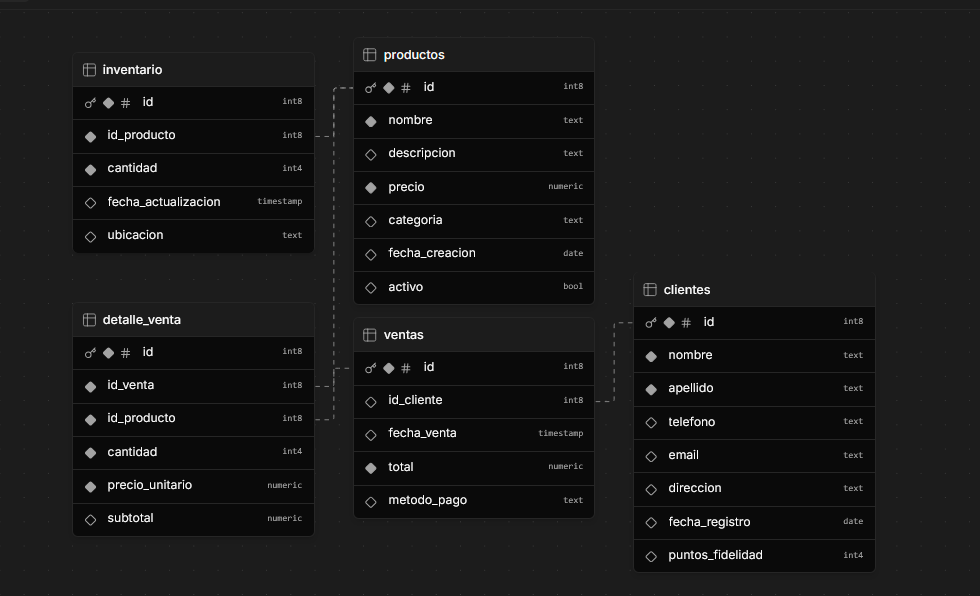 inventario
id int8
id_producto int8
cantidad int4
fecha_actualizacion timestamp
ubicacion text
productos
# id int8
nombre text
descripcion text
precio numeric
categoria text
fecha_creacion date
activo bool
detalle_venta
# id int8
id_venta int8
id_producto int8
cantidad int4
precio_unitario numeric
subtotal numeric
ventas
# id int8
id_cliente int8
fecha_venta timestamp
total numeric
metodo_pago text
clientes
# id int8
nombre text
apellido text
telefono text
email text
direccion text
fecha_registro date
puntos_fidelidad int4